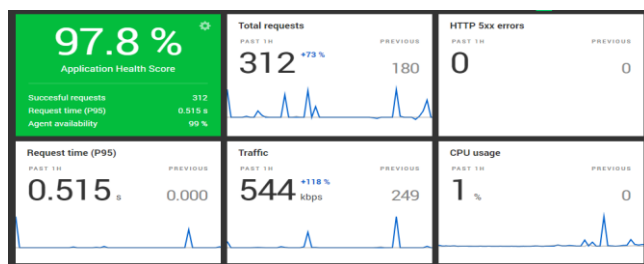 97.8 %
Application Health Score
Succesful requests 312
Request time (P95) 0.515 s
Agent availability 99 %
Total requests
PAST 1H PREVIOUS
312 +73 % 180
HTTP 5xx errors
PAST 1H PREVIOUS
0 0
Request time (P95)
PAST 1H PREVIOUS
0.515 s 0.000
Traffic
PAST 1H PREVIOUS
544 kbps +118 % 249
CPU usage
PAST 1H PREVIOUS
1 % 0